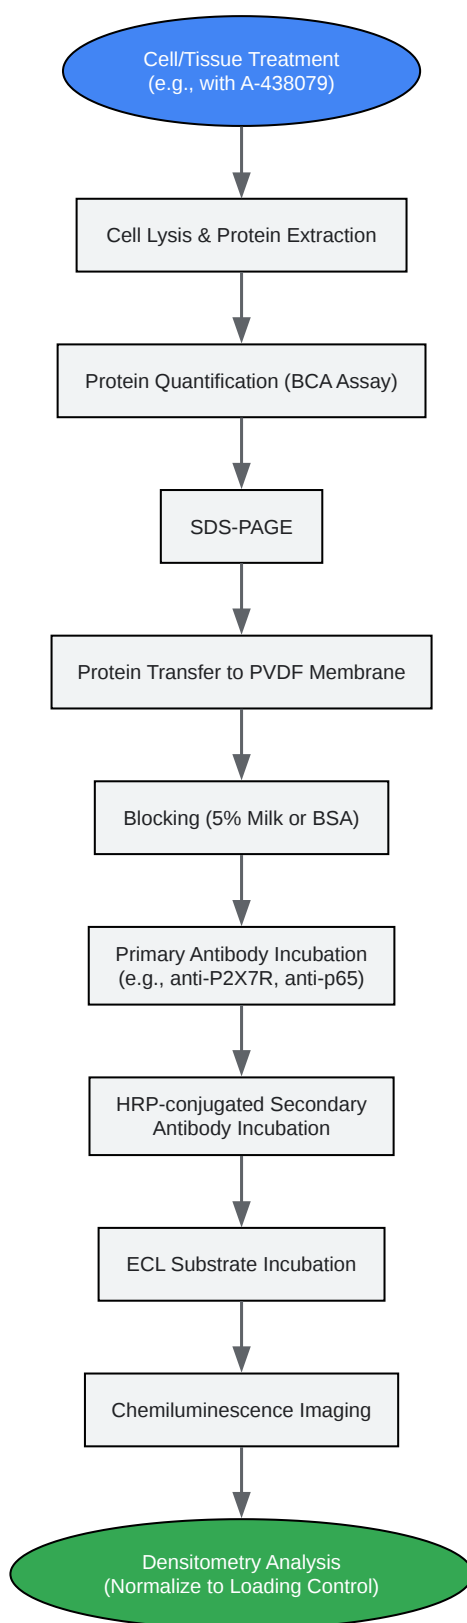 Cell/Tissue Treatment
(e.g., with A-438079)
Cell Lysis & Protein Extraction
Protein Quantification (BCA Assay)
SDS-PAGE
Protein Transfer to PVDF Membrane
Blocking (5% Milk or BSA)
Primary Antibody Incubation
(e.g., anti-P2X7R, anti-p65)
HRP-conjugated Secondary
Antibody Incubation
ECL Substrate Incubation
Chemiluminescence Imaging
Densitometry Analysis
(Normalize to Loading Control)